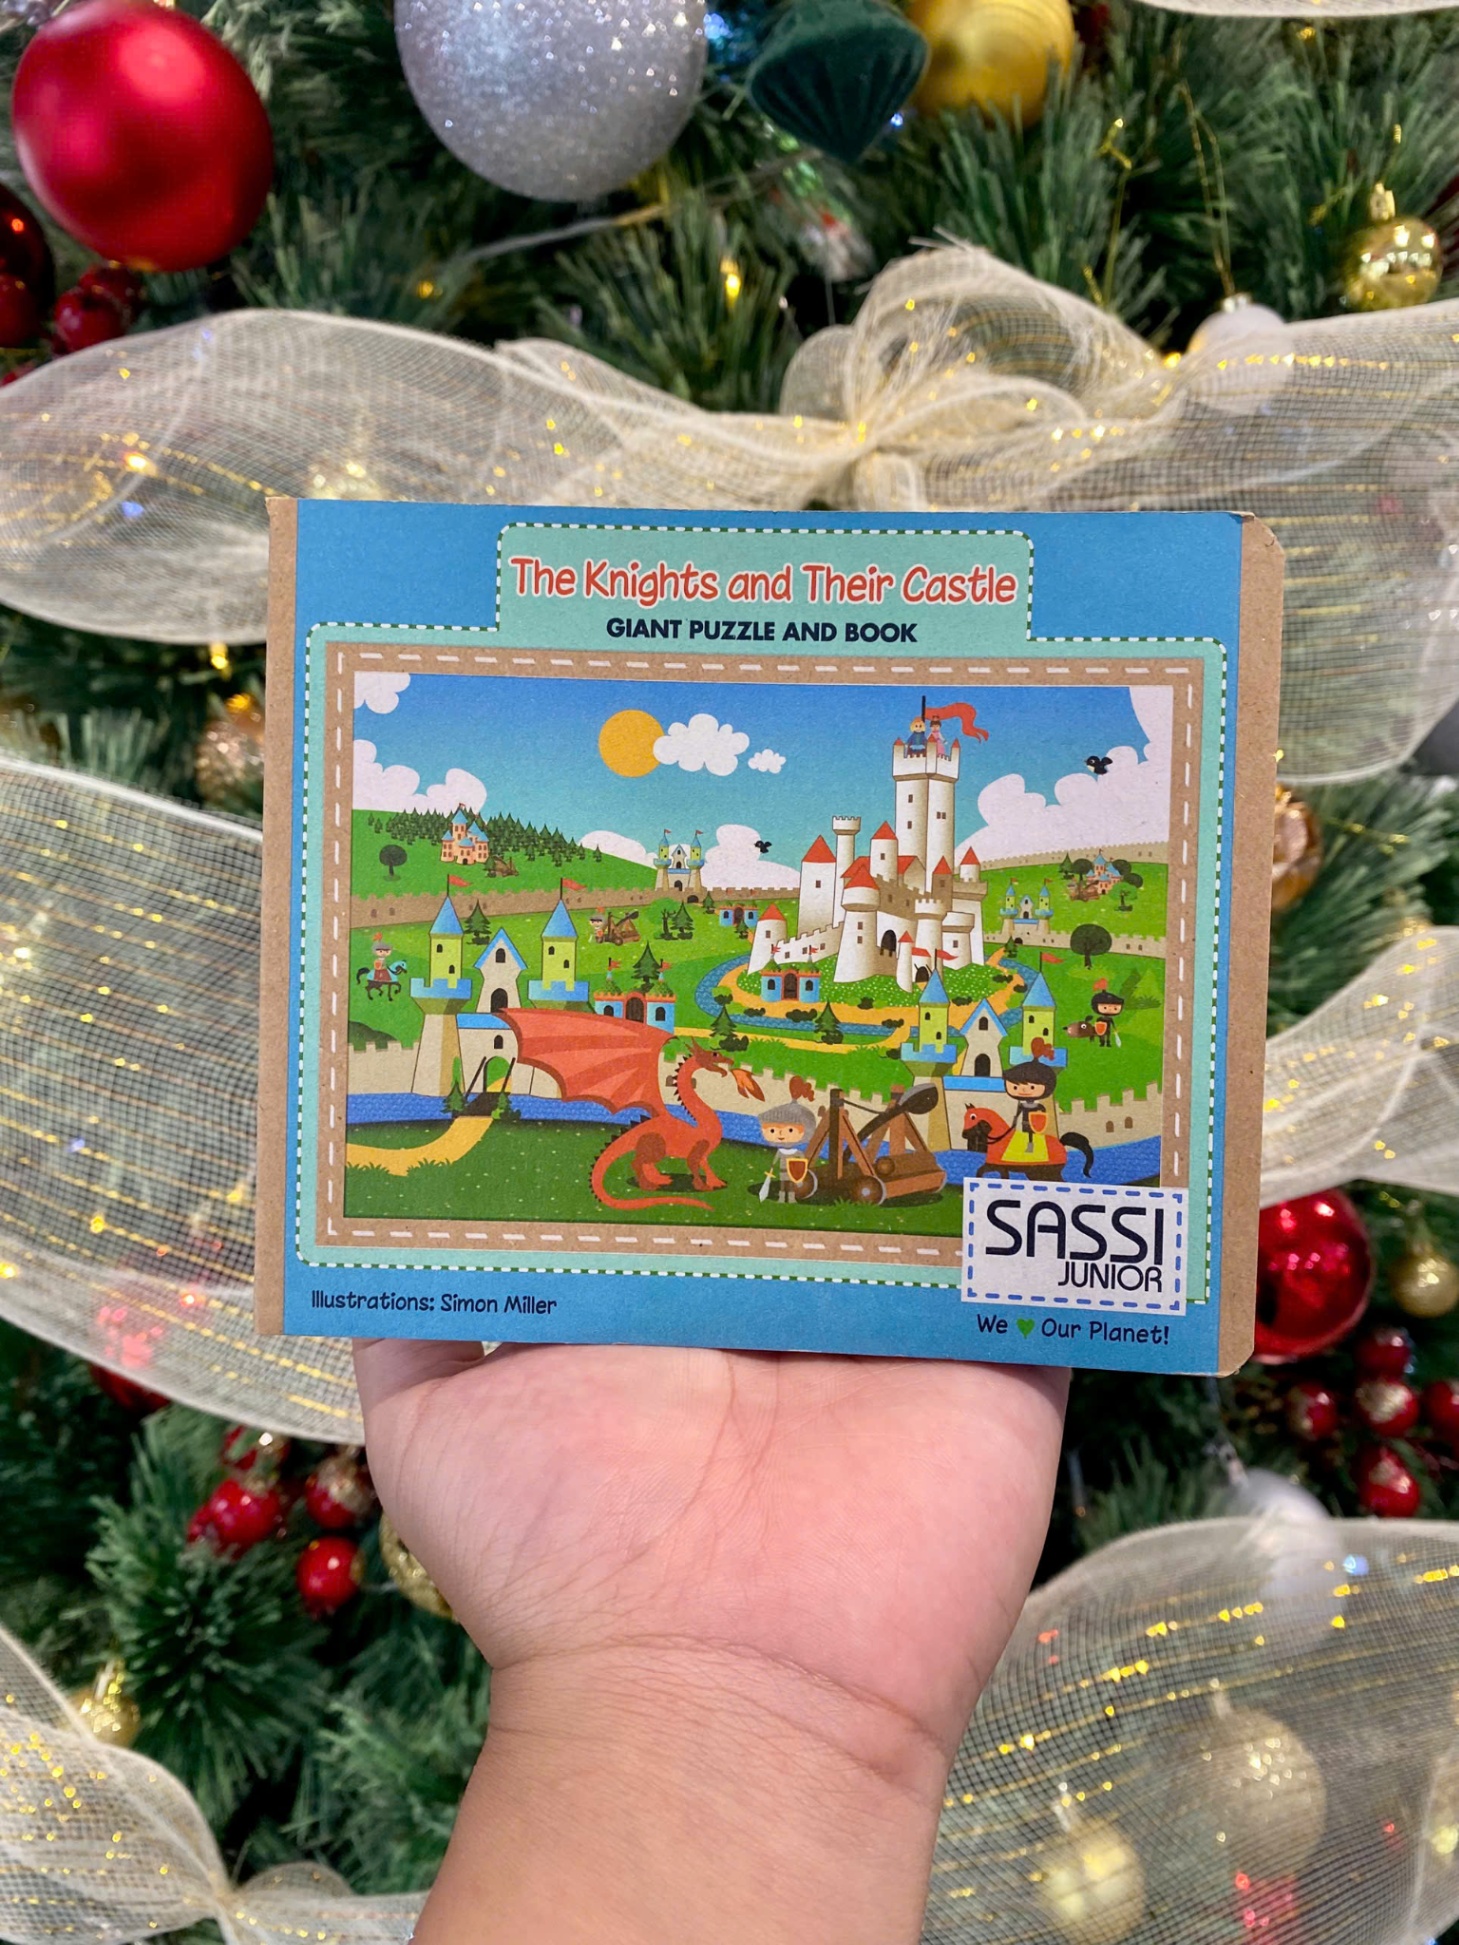 The Knights and Their Castle
GIANT PUZZLE AND BOOK
SASSI
JUNIOR
Illustrations: Simon Miller
We 💚 Our Planet!